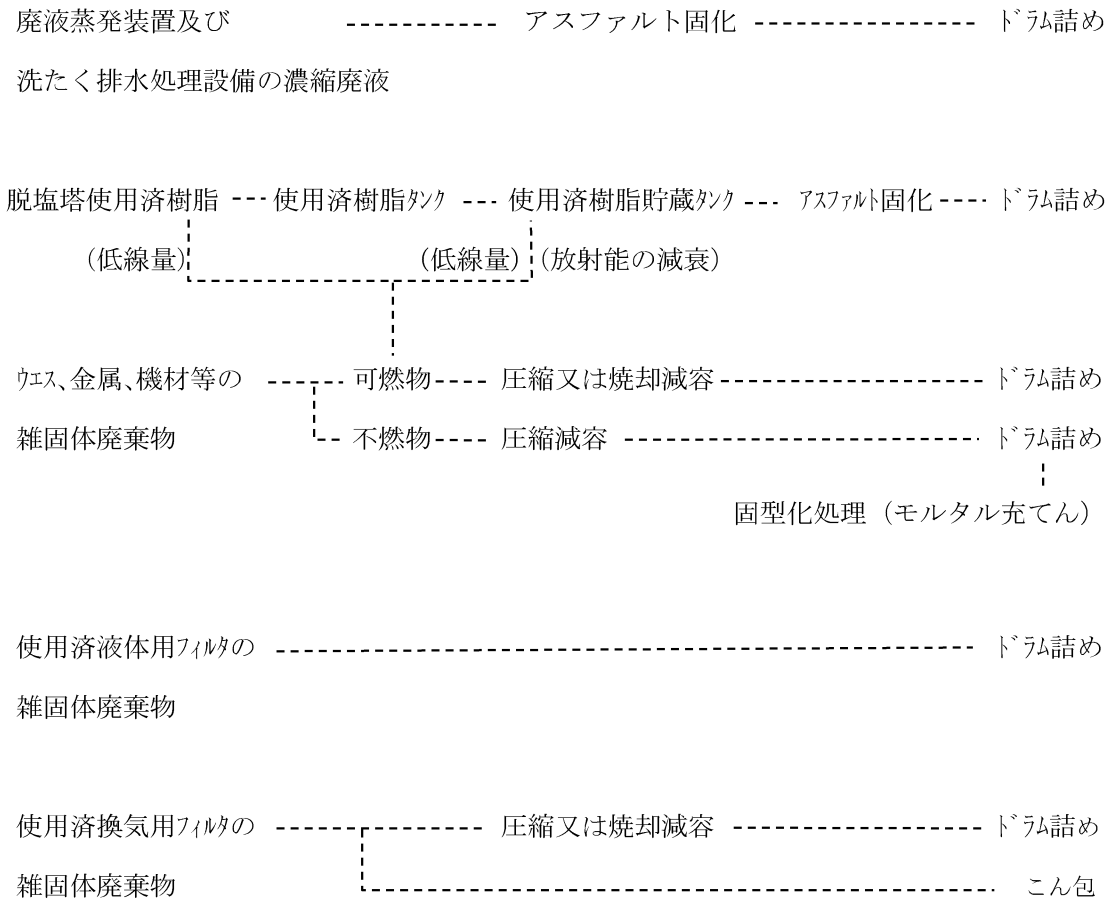 廃液蒸発装置及び アスファルト固化 ドラム詰め
洗たく排水処理設備の濃縮廃液
脱塩塔使用済樹脂 使用済樹脂タンク 使用済樹脂貯蔵タンク アスファルト固化 ドラム詰め
（低線量） （低線量） （放射能の減衰）
ウエス、金属、機材等の 可燃物 圧縮又は焼却減容 ドラム詰め
雑固体廃棄物 不燃物 圧縮減容 ドラム詰め
固型化処理（モルタル充てん）
使用済液体用フィルタの ドラム詰め
雑固体廃棄物
使用済換気用フィルタの 圧縮又は焼却減容 ドラム詰め
雑固体廃棄物 こん包